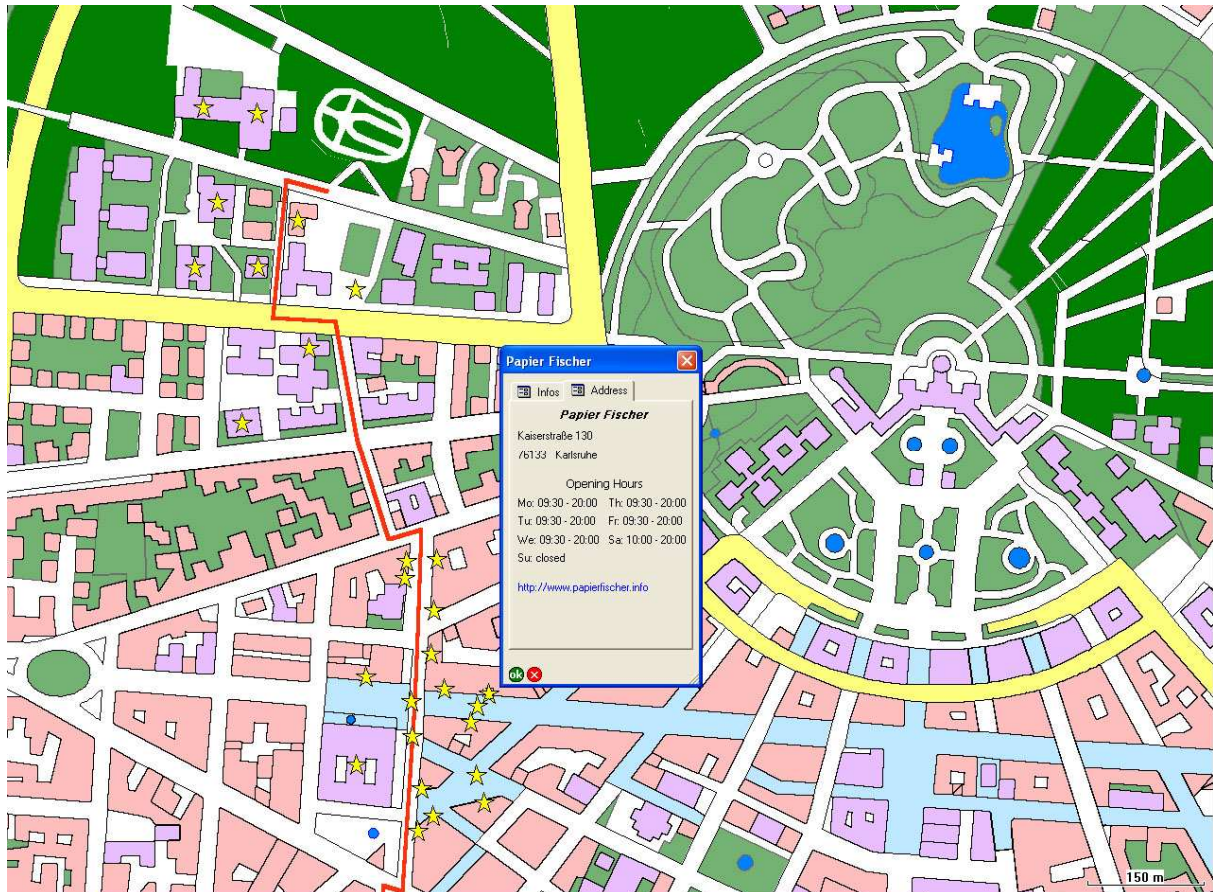 Papier Fischer
Infos Address
Papier Fischer
Kaiserstraße 130
76133 Karlsruhe
Opening Hours
Mo: 09:30 - 20:00 Th: 09:30 - 20:00
Tu: 09:30 - 20:00 Fr: 09:30 - 20:00
We: 09:30 - 20:00 Sa: 10:00 - 20:00
Su: closed
http://www.papierfischer.info
ok
150 m